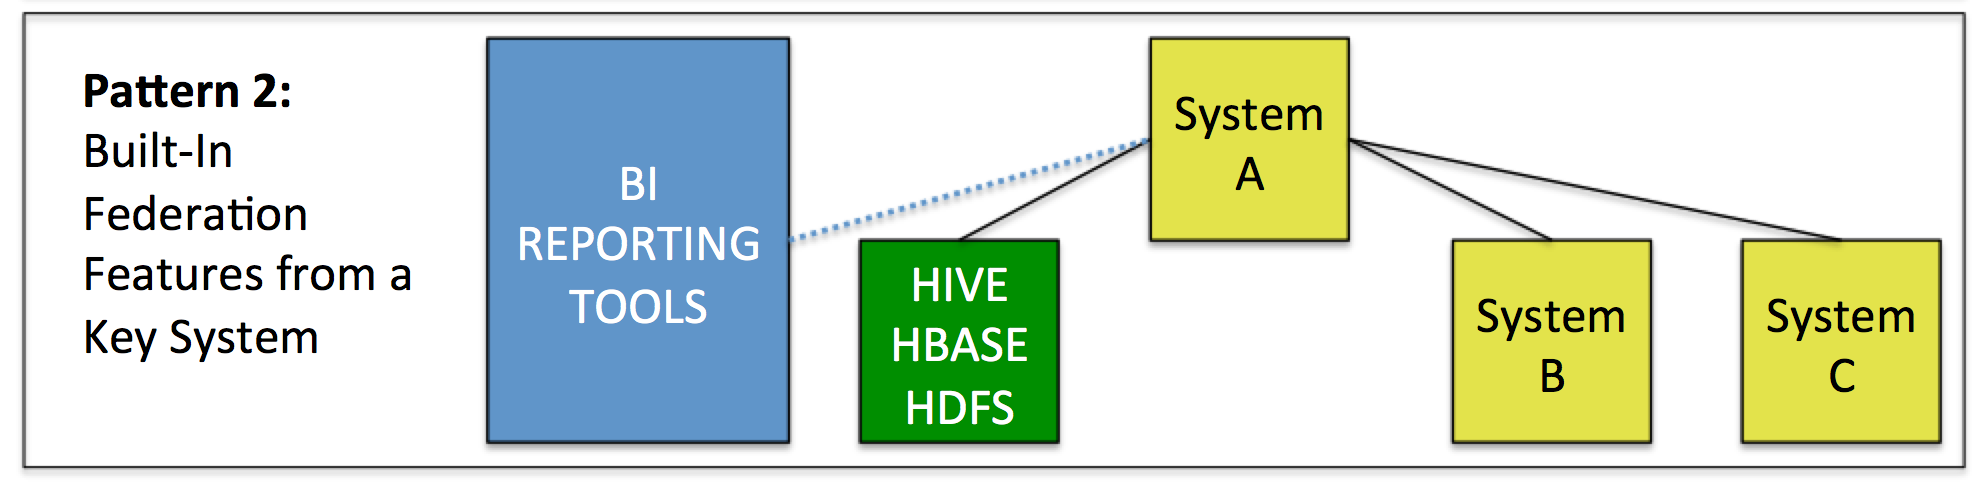 Pattern 2:
Built-In
Federation
Features from a
Key System
BI
REPORTING
TOOLS
HIVE
HBASE
HDFS
System
A
System
B
System
C